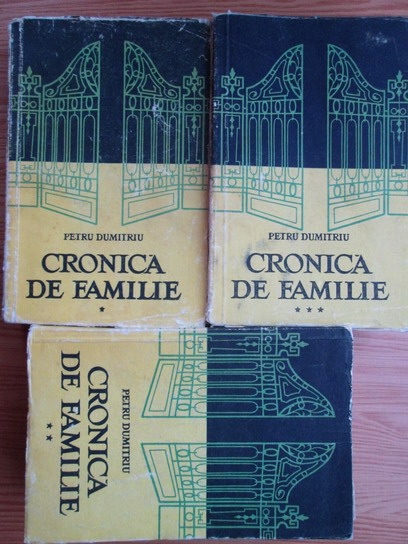 PETRU DUMITRIU
CRONICA
DE FAMILIE
*
PETRU DUMITRIU
CRONICA
DE FAMILIE
* * *
PETRU DUMITRIU
CRONICA
DE FAMILIE
* *